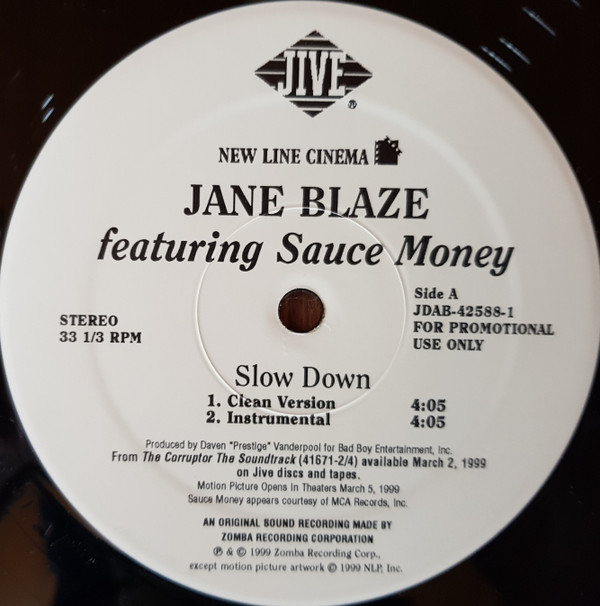 JIVE
®
NEW LINE CINEMA
JANE BLAZE
featuring Sauce Money
Side A
JDAB-42588-1
FOR PROMOTIONAL
USE ONLY
STEREO
33 1/3 RPM
Slow Down
1. Clean Version 4:05
2. Instrumental 4:05
Produced by Daven "Prestige" Vanderpool for Bad Boy Entertainment, Inc.
From The Corruptor The Soundtrack (41671-2/4) available March 2, 1999
on Jive discs and tapes.
Motion Picture Opens In Theaters March 5, 1999
Sauce Money appears courtesy of MCA Records, Inc.
AN ORIGINAL SOUND RECORDING MADE BY
ZOMBA RECORDING CORPORATION
℗ & © 1999 Zomba Recording Corp.,
except motion picture artwork © 1999 NLP, Inc.